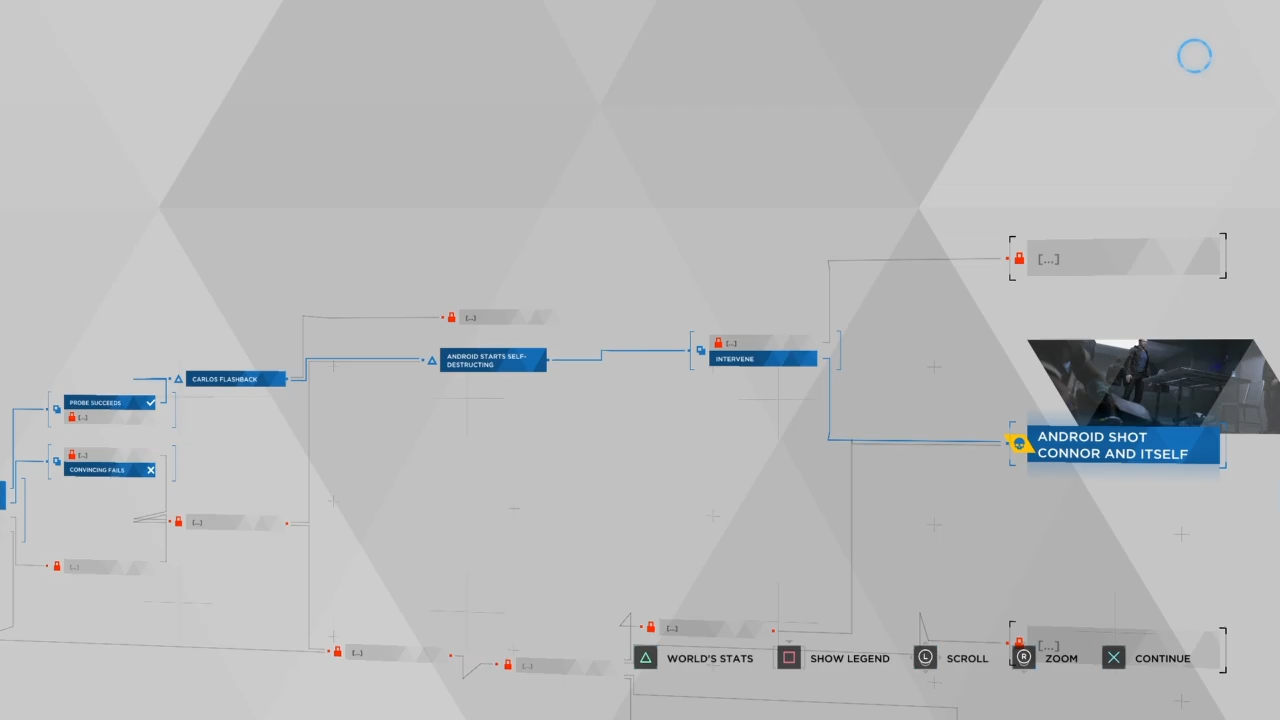 [...]
[...]
ANDROID STARTS SELF-
DESTRUCTING
[...]
INTERVENE
CARLOS FLASHBACK
PROBE SUCCEEDS
[...]
ANDROID SHOT
CONNOR AND ITSELF
[...]
CONVINCING FAILS
[...]
[...]
[...]
[...]
[...]
[...]
WORLD'S STATS
SHOW LEGEND
L
SCROLL
R
ZOOM
CONTINUE